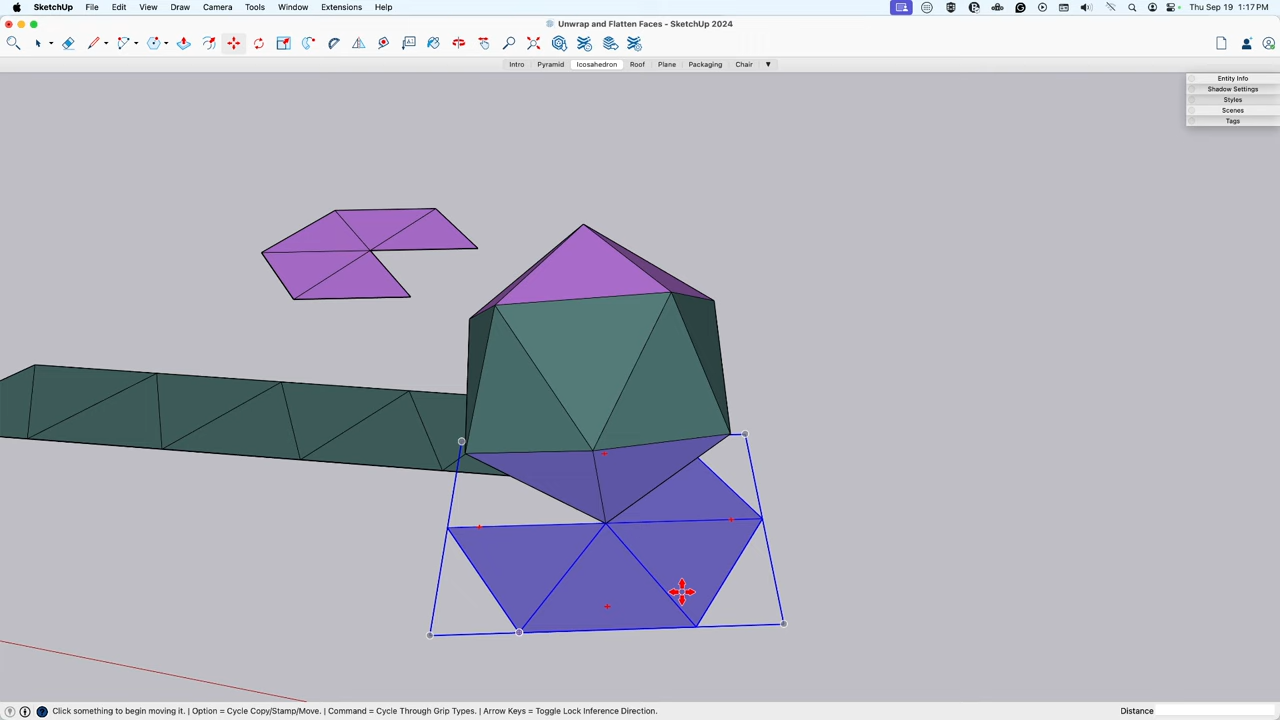 SketchUp File Edit View Draw Camera Tools Window Extensions Help Thu Sep 19 1:17 PM
Unwrap and Flatten Faces - SketchUp 2024
Intro Pyramid Icosahedron Roof Plane Packaging Chair
Entity Info
Shadow Settings
Styles
Scenes
Tags
Click something to begin moving it. | Option = Cycle Copy/Stamp/Move. | Command = Cycle Through Grip Types. | Arrow Keys = Toggle Lock Inference Direction. Distance